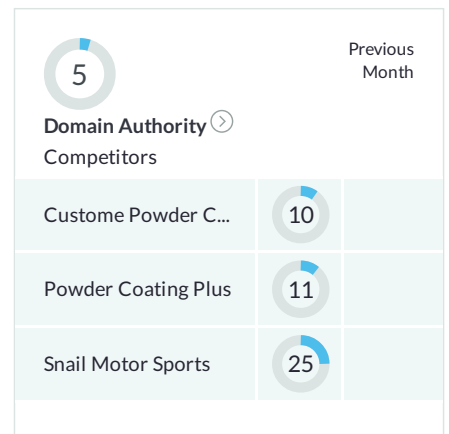 5
Previous
Month
Domain Authority
Competitors
Custome Powder C... 10
Powder Coating Plus 11
Snail Motor Sports 25